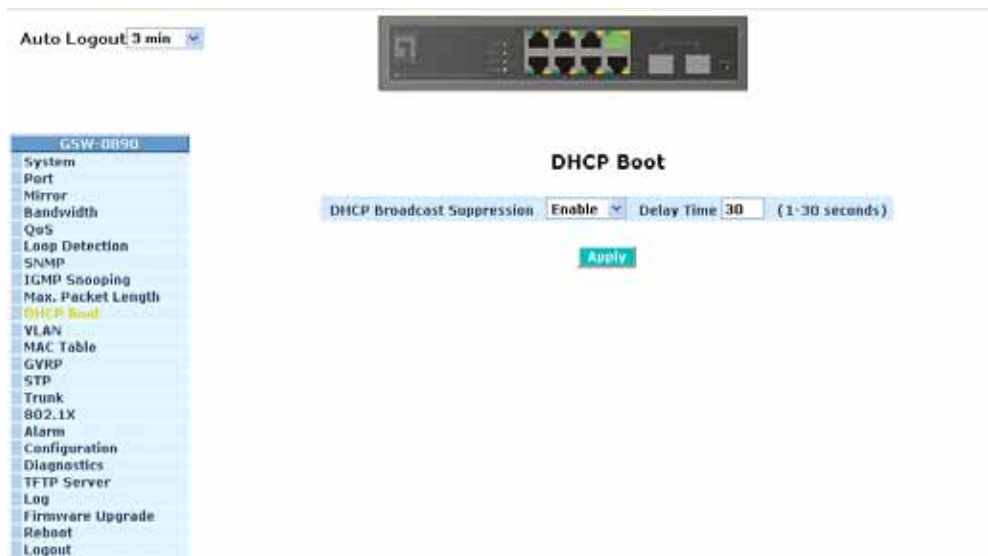 Auto Logout 3 min
GSW-0890
System
Port
Mirror
Bandwidth
QoS
Loop Detection
SNMP
IGMP Snooping
Max. Packet Length
DHCP Boot
VLAN
MAC Table
GVRP
STP
Trunk
802.1X
Alarm
Configuration
Diagnostics
TFTP Server
Log
Firmware Upgrade
Reboot
Logout
DHCP Boot
DHCP Broadcast Suppression Enable Delay Time 30 (1-30 seconds)
Apply